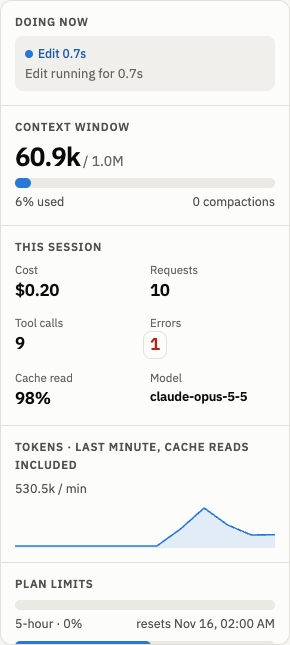 DOING NOW
Edit 0.7s
Edit running for 0.7s
CONTEXT WINDOW
60.9k / 1.0M
6% used 0 compactions
THIS SESSION
Cost Requests
$0.20 10
Tool calls Errors
9 1
Cache read Model
98% claude-opus-5-5
TOKENS · LAST MINUTE, CACHE READS
INCLUDED
530.5k / min
PLAN LIMITS
5-hour · 0% resets Nov 16, 02:00 AM